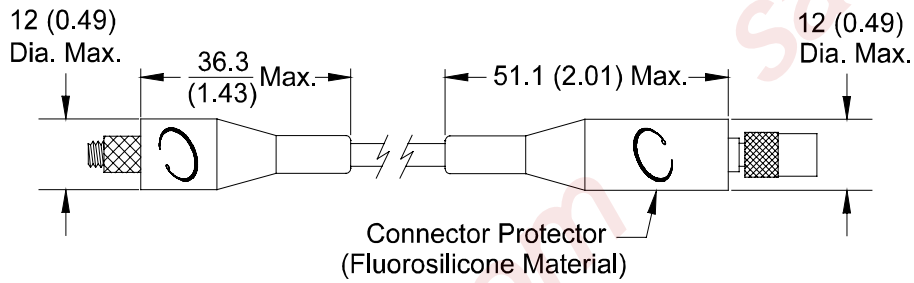 12 (0.49)
Dia. Max.
36.3
(1.43)
Max.
51.1 (2.01) Max.
12 (0.49)
Dia. Max.
Connector Protector
(Fluorosilicone Material)